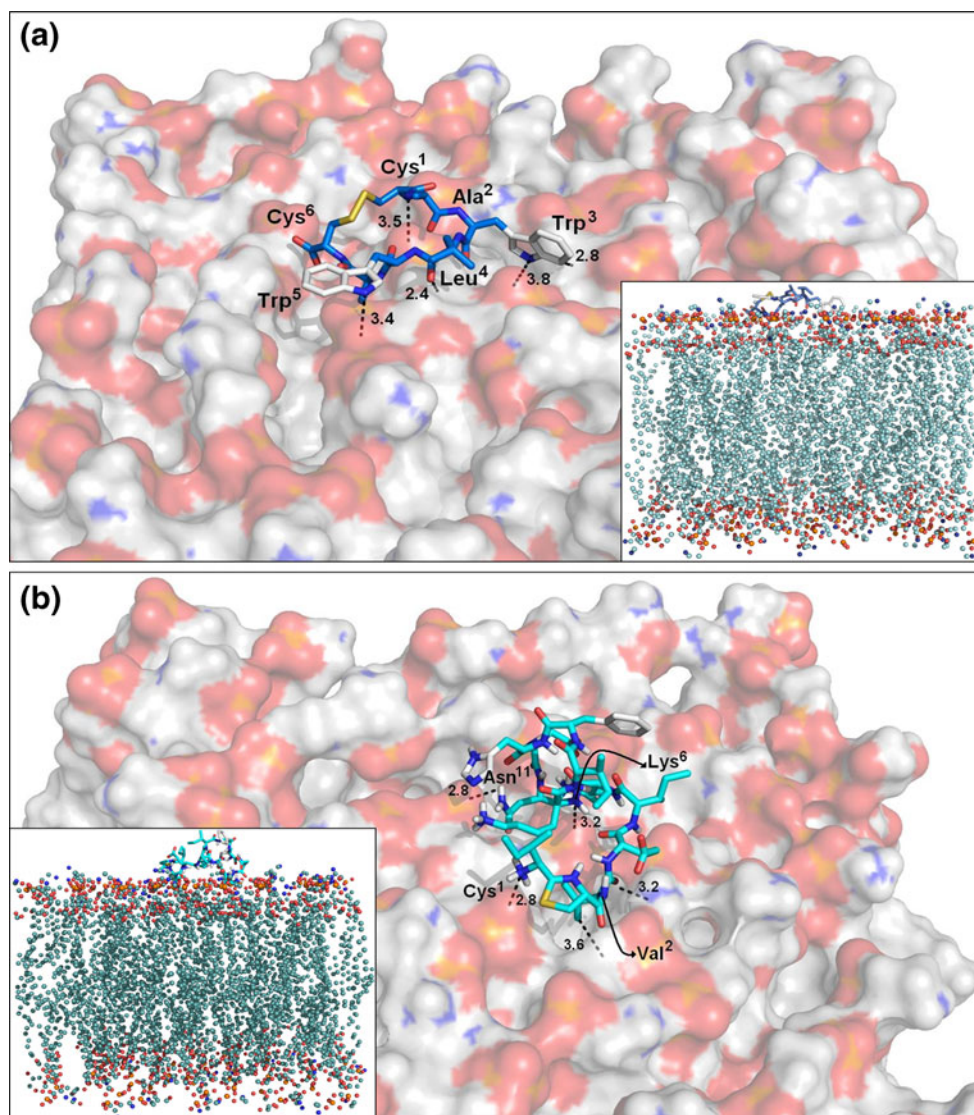 (a)
Cys¹
Ala²
Cys⁶
Trp³
3.5
2.8
Leu⁴
3.8
Trp⁵
2.4
3.4
(b)
Lys⁶
Asn¹¹
2.8
3.2
Cys¹
2.8
3.2
3.6
Val²